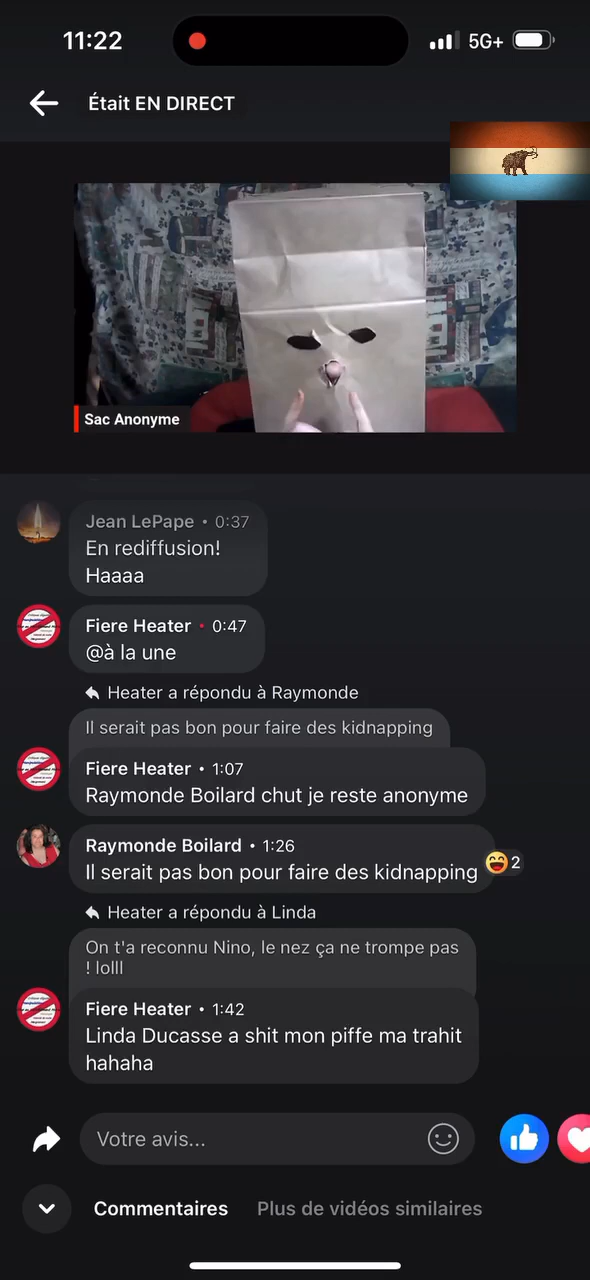 11:22
5G+
Était EN DIRECT
Sac Anonyme
Jean LePape • 0:37
En rediffusion!
Haaaa
Fiere Heater • 0:47
@à la une
Heater a répondu à Raymonde
Il serait pas bon pour faire des kidnapping
Fiere Heater • 1:07
Raymonde Boilard chut je reste anonyme
Raymonde Boilard • 1:26
Il serait pas bon pour faire des kidnapping
2
Heater a répondu à Linda
On t'a reconnu Nino, le nez ça ne trompe pas
! lolll
Fiere Heater • 1:42
Linda Ducasse a shit mon piffe ma trahit
hahaha
Votre avis...
Commentaires
Plus de vidéos similaires